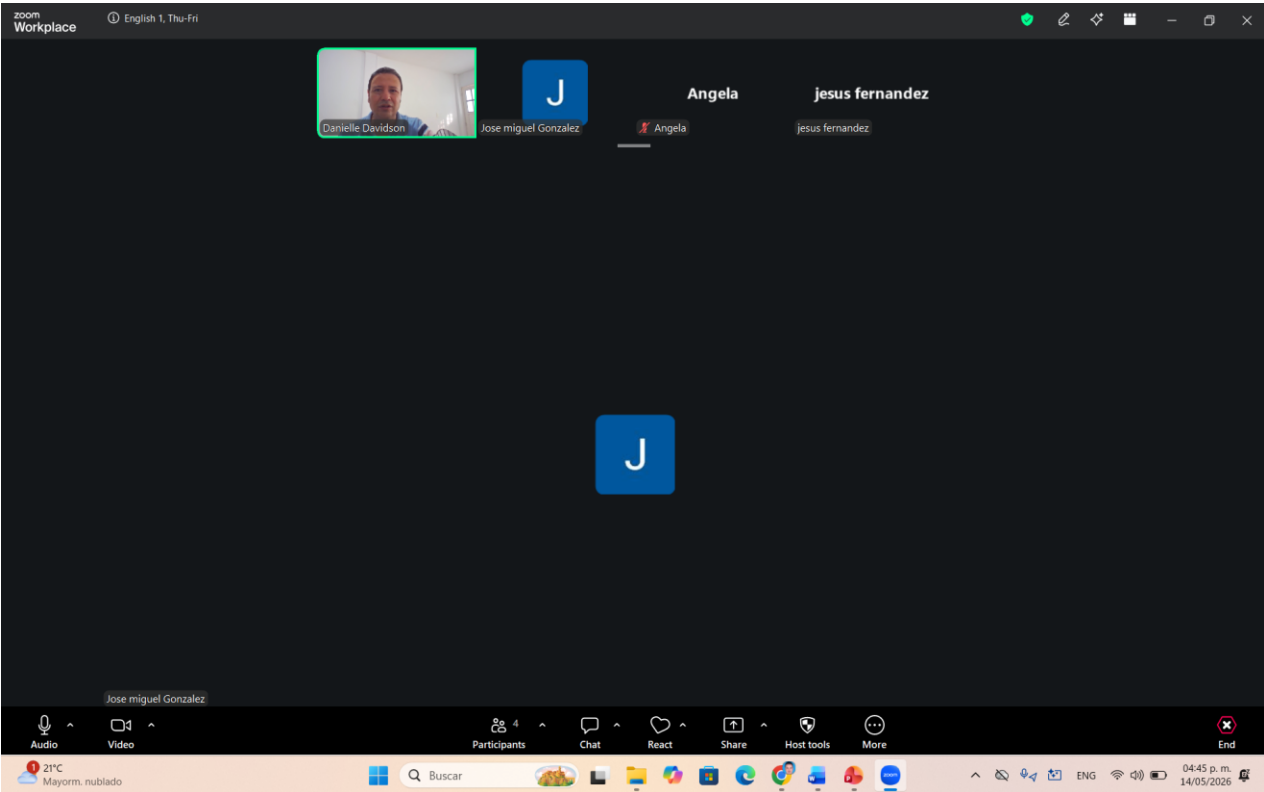 zoom
Workplace
English 1, Thu-Fri
J
Angela
jesus fernandez
Danielle Davidson
Jose miguel Gonzalez
Angela
jesus fernandez
J
Jose miguel Gonzalez
4
Audio
Video
Participants
Chat
React
Share
Host tools
More
End
1
21°C
Mayorm. nublado
Buscar
zoom
ENG
04:45 p. m.
14/05/2026